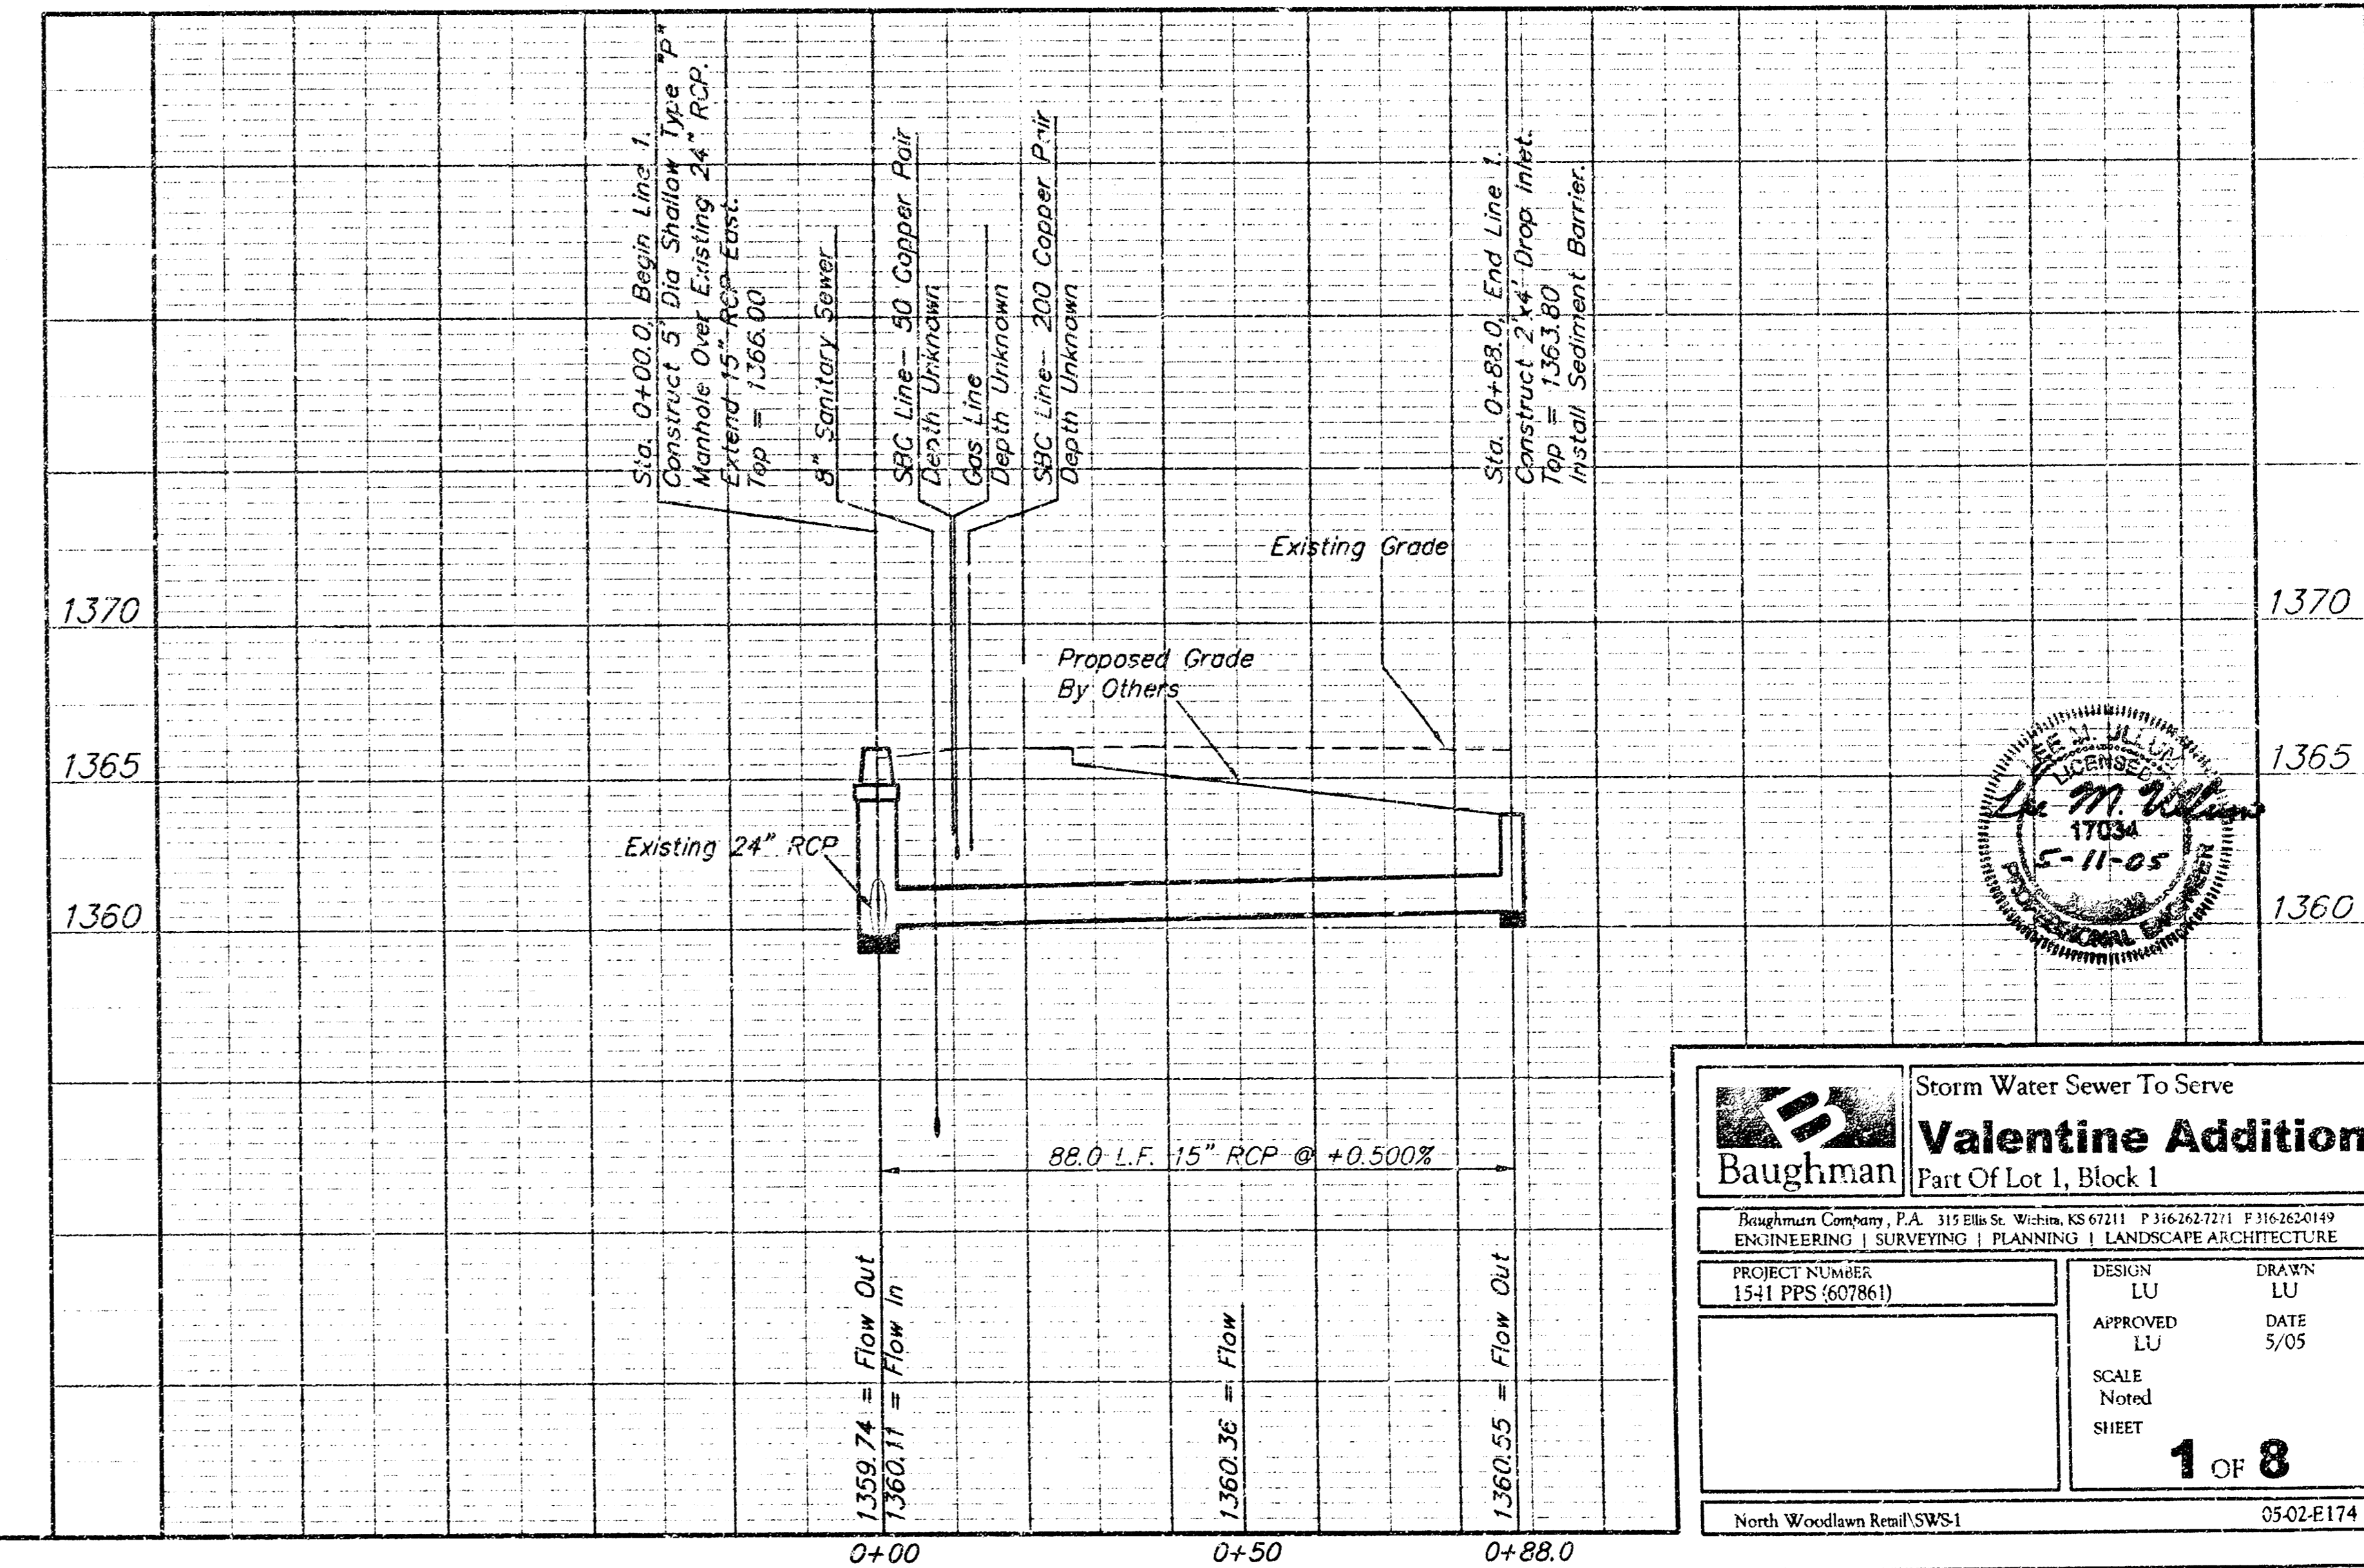 Sta. 0+00.0, Begin Line 1.
Construct 5' Dia Shallow Type "P"
Manhole Over Existing 24" RCP.
Extend 15" RCP East.
Top = 1366.00
8" Sanitary Sewer
SBC Line- 50 Copper Pair
Depth Unknown
Gas Line
Depth Unknown
SBC Line- 200 Copper Pair
Depth Unknown
Sta. 0+88.0, End Line 1.
Construct 2'x4' Drop Inlet.
Top = 1363.80
Install Sediment Barrier.
Existing Grade
1370
1370
Proposed Grade
By Others
1365
1365
Existing 24" RCP
1360
1360
LEE M. ULLUM
LICENSED
Lee M. Ullum
17034
5-11-05
PROFESSIONAL ENGINEER
88.0 L.F. 15" RCP @ +0.500%
1359.74 = Flow Out
1360.11 = Flow In
1360.36 = Flow
1360.55 = Flow Out
0+00
0+50
0+88.0
Baughman
Storm Water Sewer To Serve
Valentine Addition
Part Of Lot 1, Block 1
Baughman Company, P.A. 315 Ellis St. Wichita, KS 67211 P 316-262-7271 F 316-262-0149
ENGINEERING | SURVEYING | PLANNING | LANDSCAPE ARCHITECTURE
PROJECT NUMBER
1541 PPS (607861)
DESIGN
LU
DRAWN
LU
APPROVED
LU
DATE
5/05
SCALE
Noted
SHEET
1 OF 8
North Woodlawn Retail\SWS-1
05-02-E174